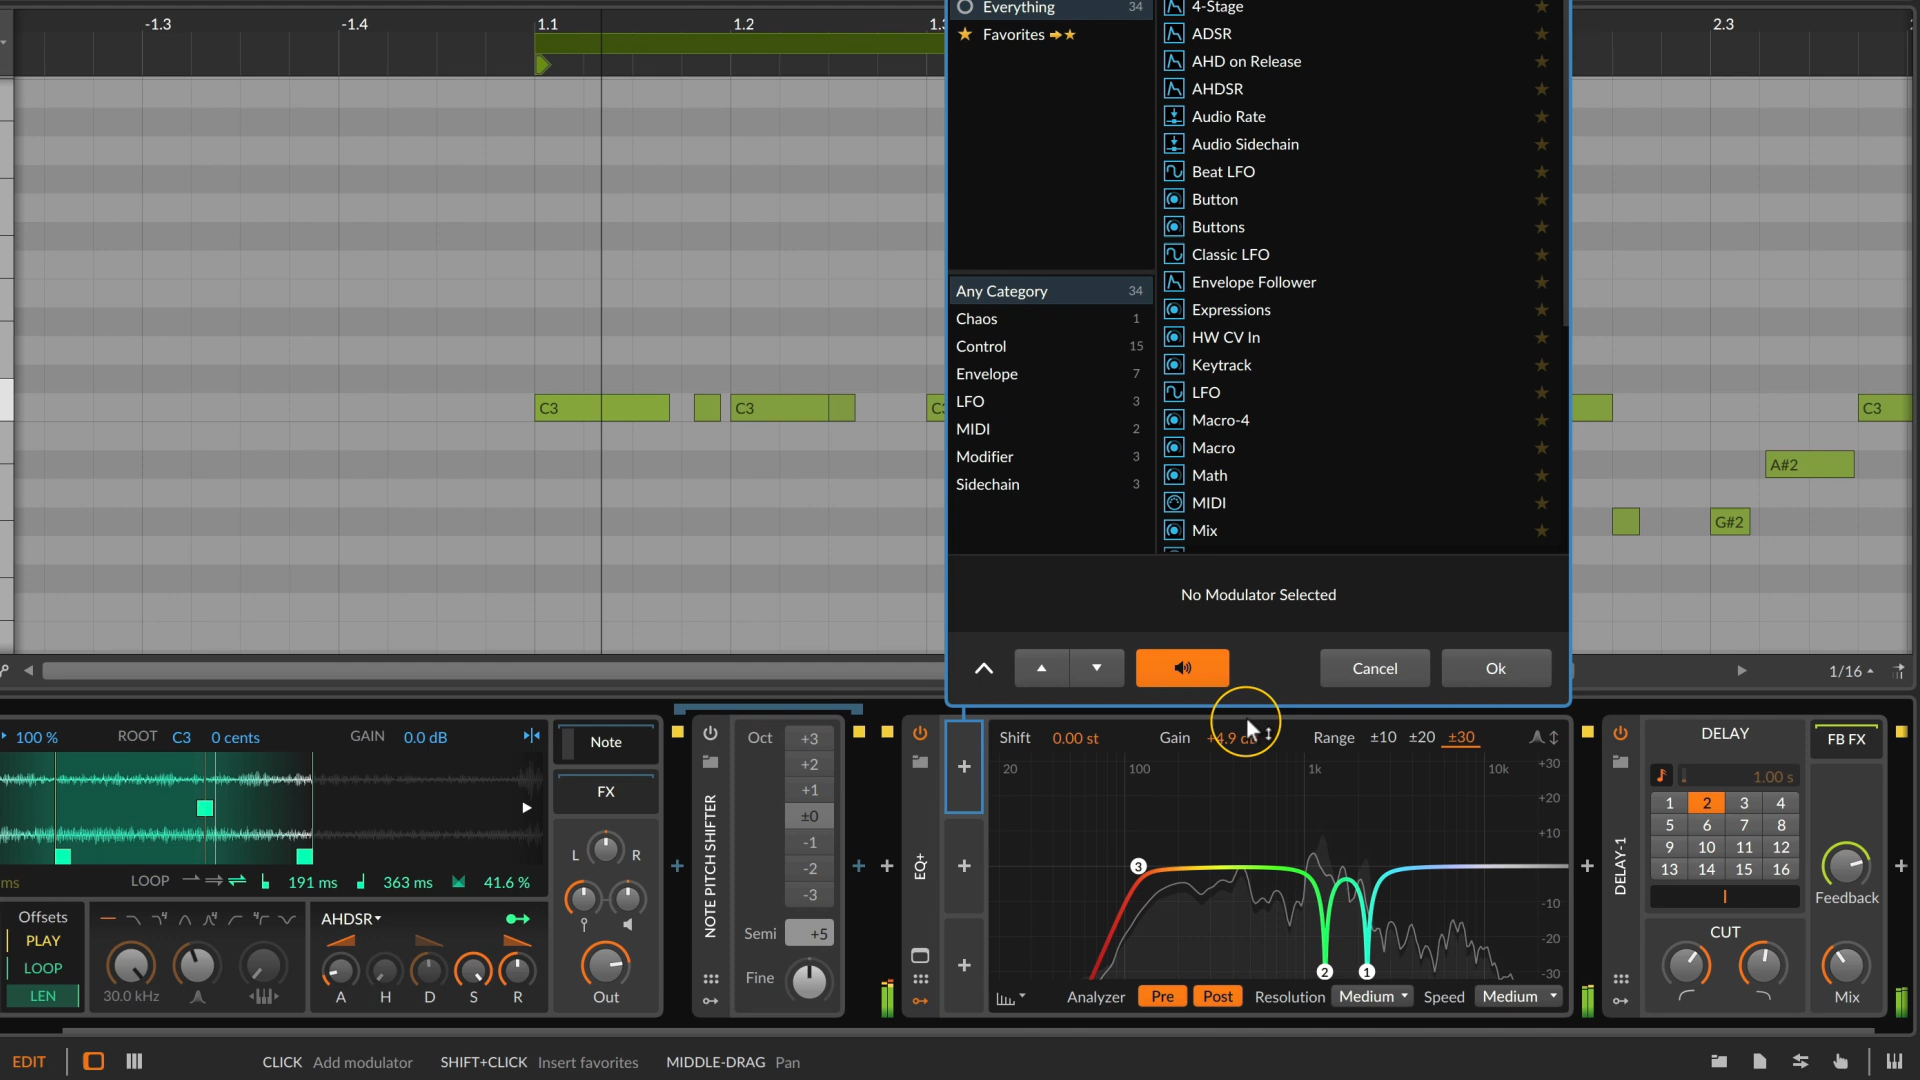 -1.3
-1.4
1.1
1.2
1.3
2.3
Everything 34
Favorites
4-Stage
ADSR
AHD on Release
AHDSR
Audio Rate
Audio Sidechain
Beat LFO
Button
Buttons
Classic LFO
Envelope Follower
Expressions
HW CV In
Keytrack
LFO
Macro-4
Macro
Math
MIDI
Mix
Any Category 34
Chaos 1
Control 15
Envelope 7
LFO 3
MIDI 2
Modifier 3
Sidechain 3
C3
C3
C3
A#2
G#2
No Modulator Selected
Cancel
Ok
1/16
100 %
ROOT C3 0 cents
GAIN 0.0 dB
ms
LOOP
191 ms
363 ms
41.6 %
Offsets
PLAY
LOOP
LEN
30.0 kHz
AHDSR
A H D S R
Note
FX
L R
Out
NOTE PITCH SHIFTER
Oct
+3
+2
+1
±0
-1
-2
-3
Semi +5
Fine
EQ+
Shift 0.00 st
Gain +4.9
Range ±10 ±20 ±30
20 100 1k 10k
+30
+20
+10
-10
-20
-30
3
2
1
Analyzer Pre Post Resolution Medium Speed Medium
DELAY-1
DELAY
1.00 s
1 2 3 4
5 6 7 8
9 10 11 12
13 14 15 16
CUT
FB FX
Feedback
Mix
EDIT
CLICK Add modulator
SHIFT+CLICK Insert favorites
MIDDLE-DRAG Pan